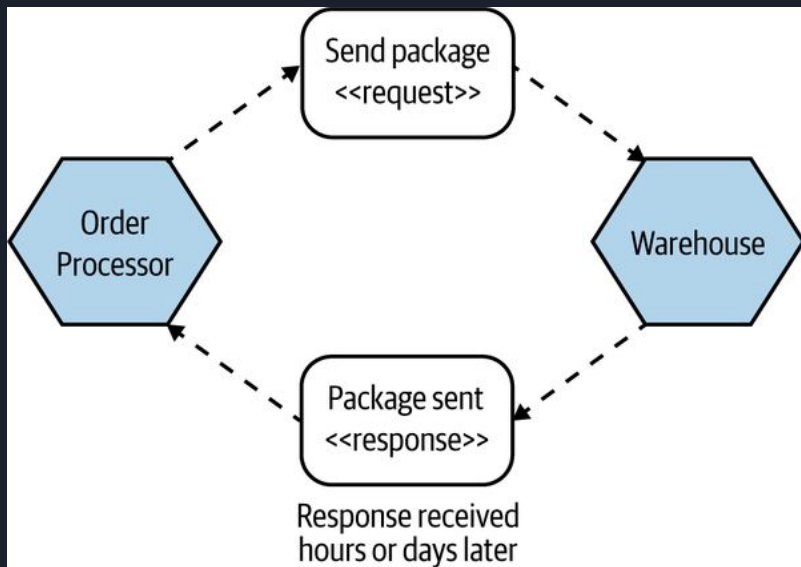 Send package
<<request>>
Order
Processor
Warehouse
Package sent
<<response>>
Response received
hours or days later